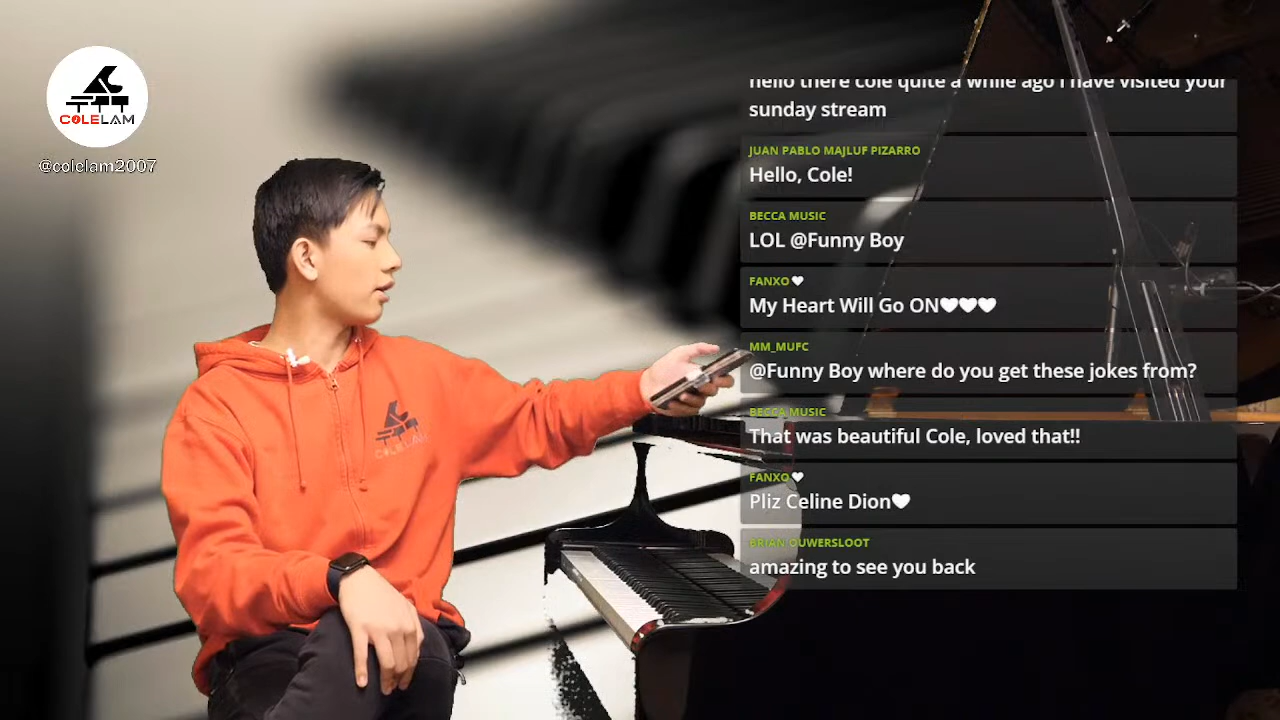 COLELAM
@colelam2007
hello there cole quite a while ago i have visited your
sunday stream
JUAN PABLO MAJLUF PIZARRO
Hello, Cole!
BECCA MUSIC
LOL @Funny Boy
FANXO🤍
My Heart Will Go ON🤍🤍🤍
MM_MUFC
@Funny Boy where do you get these jokes from?
BECCA MUSIC
That was beautiful Cole, loved that!!
FANXO🤍
Pliz Celine Dion🤍
BRIAN OUWERSLOOT
amazing to see you back
COLELAM